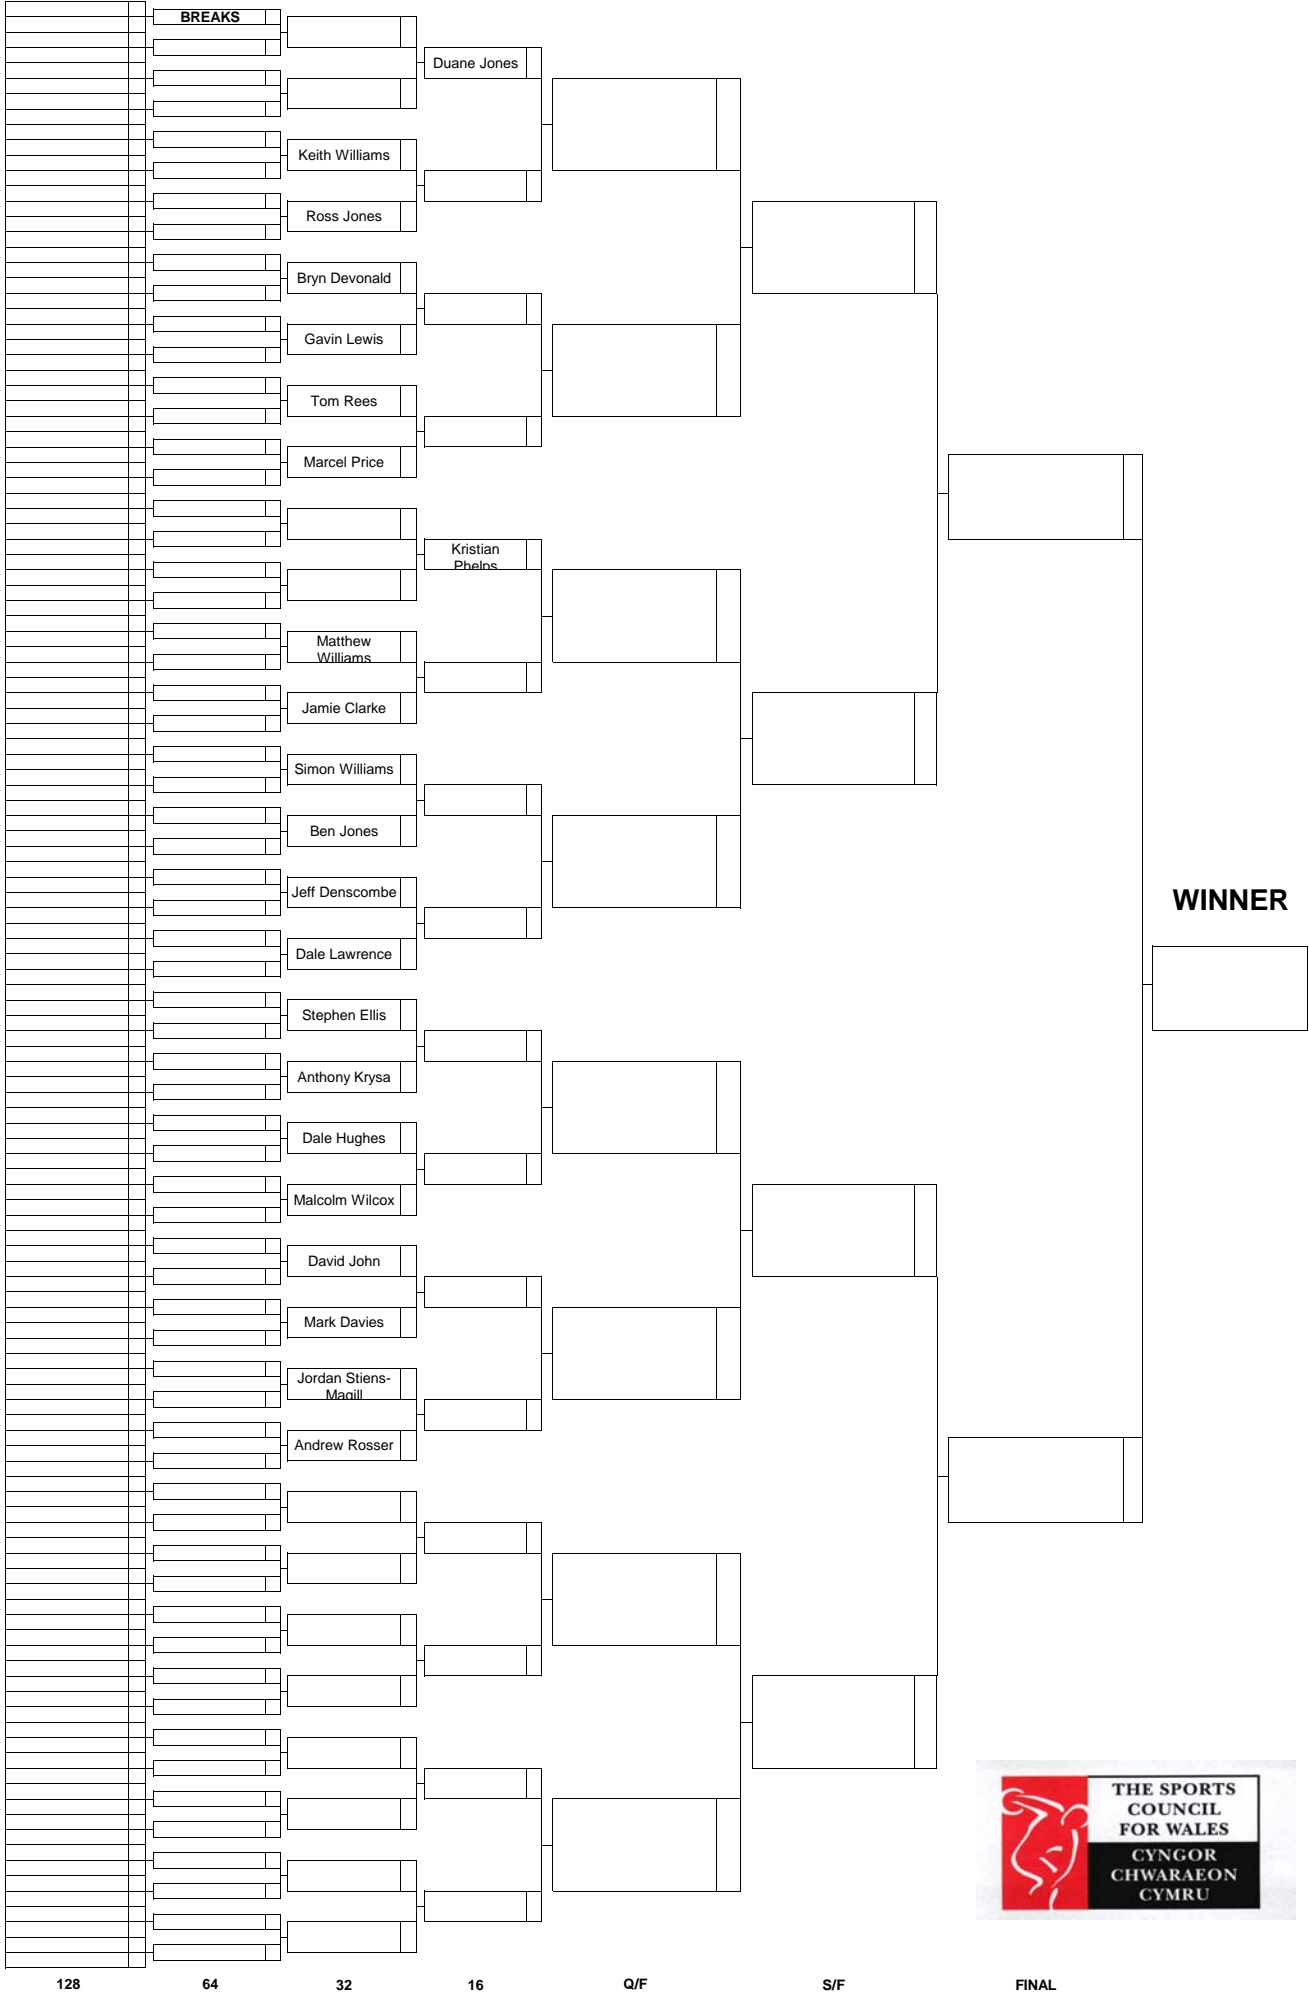 BREAKS
Duane Jones
Keith Williams
Ross Jones
Bryn Devonald
Gavin Lewis
Tom Rees
Marcel Price
Kristian
Phelps
Matthew
Williams
Jamie Clarke
Simon Williams
Ben Jones
Jeff Denscombe
Dale Lawrence
WINNER
Stephen Ellis
Anthony Krysa
Dale Hughes
Malcolm Wilcox
David John
Mark Davies
Jordan Stiens-
Magill
Andrew Rosser
THE SPORTS
COUNCIL
FOR WALES
CYNGOR
CHWARAEON
CYMRU
128 64 32 16 Q/F S/F FINAL